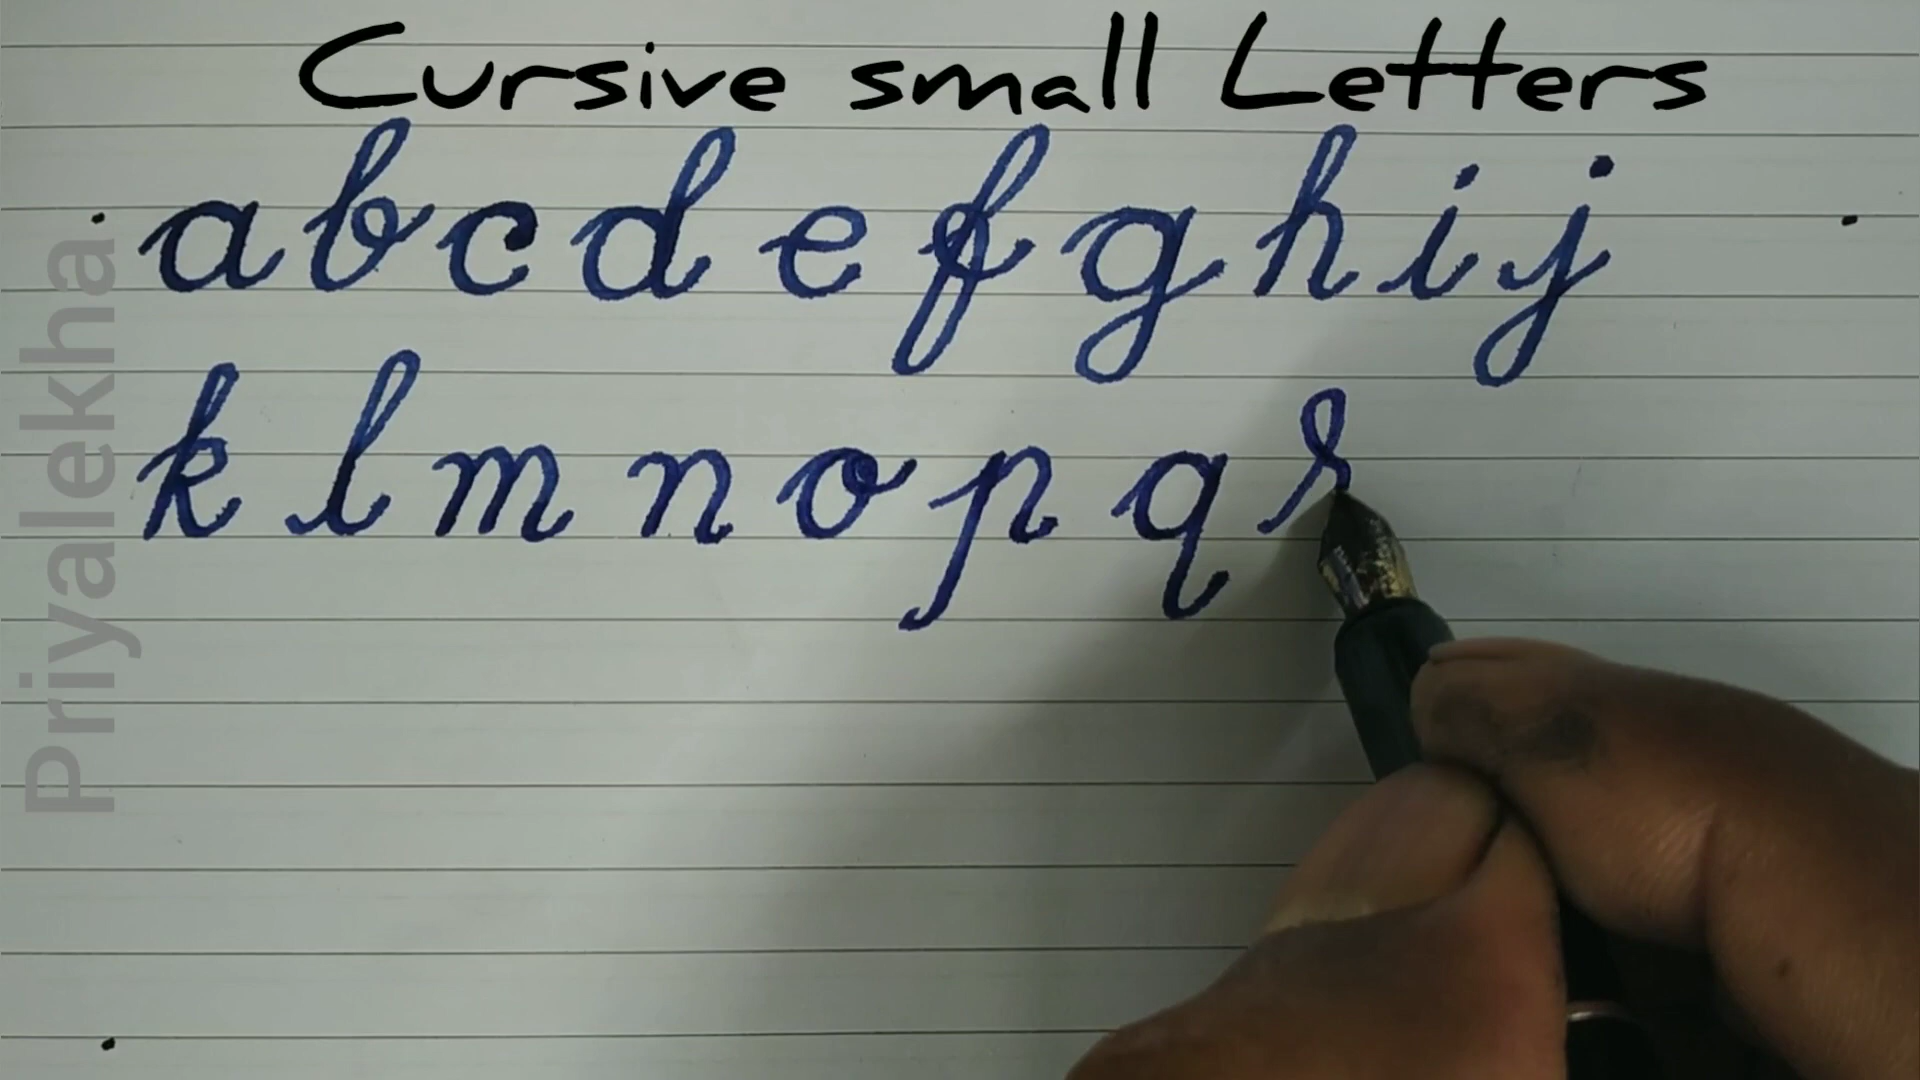 Cursive small Letters
a b c d e f g h i j
k l m n o p q r
Priyalekha